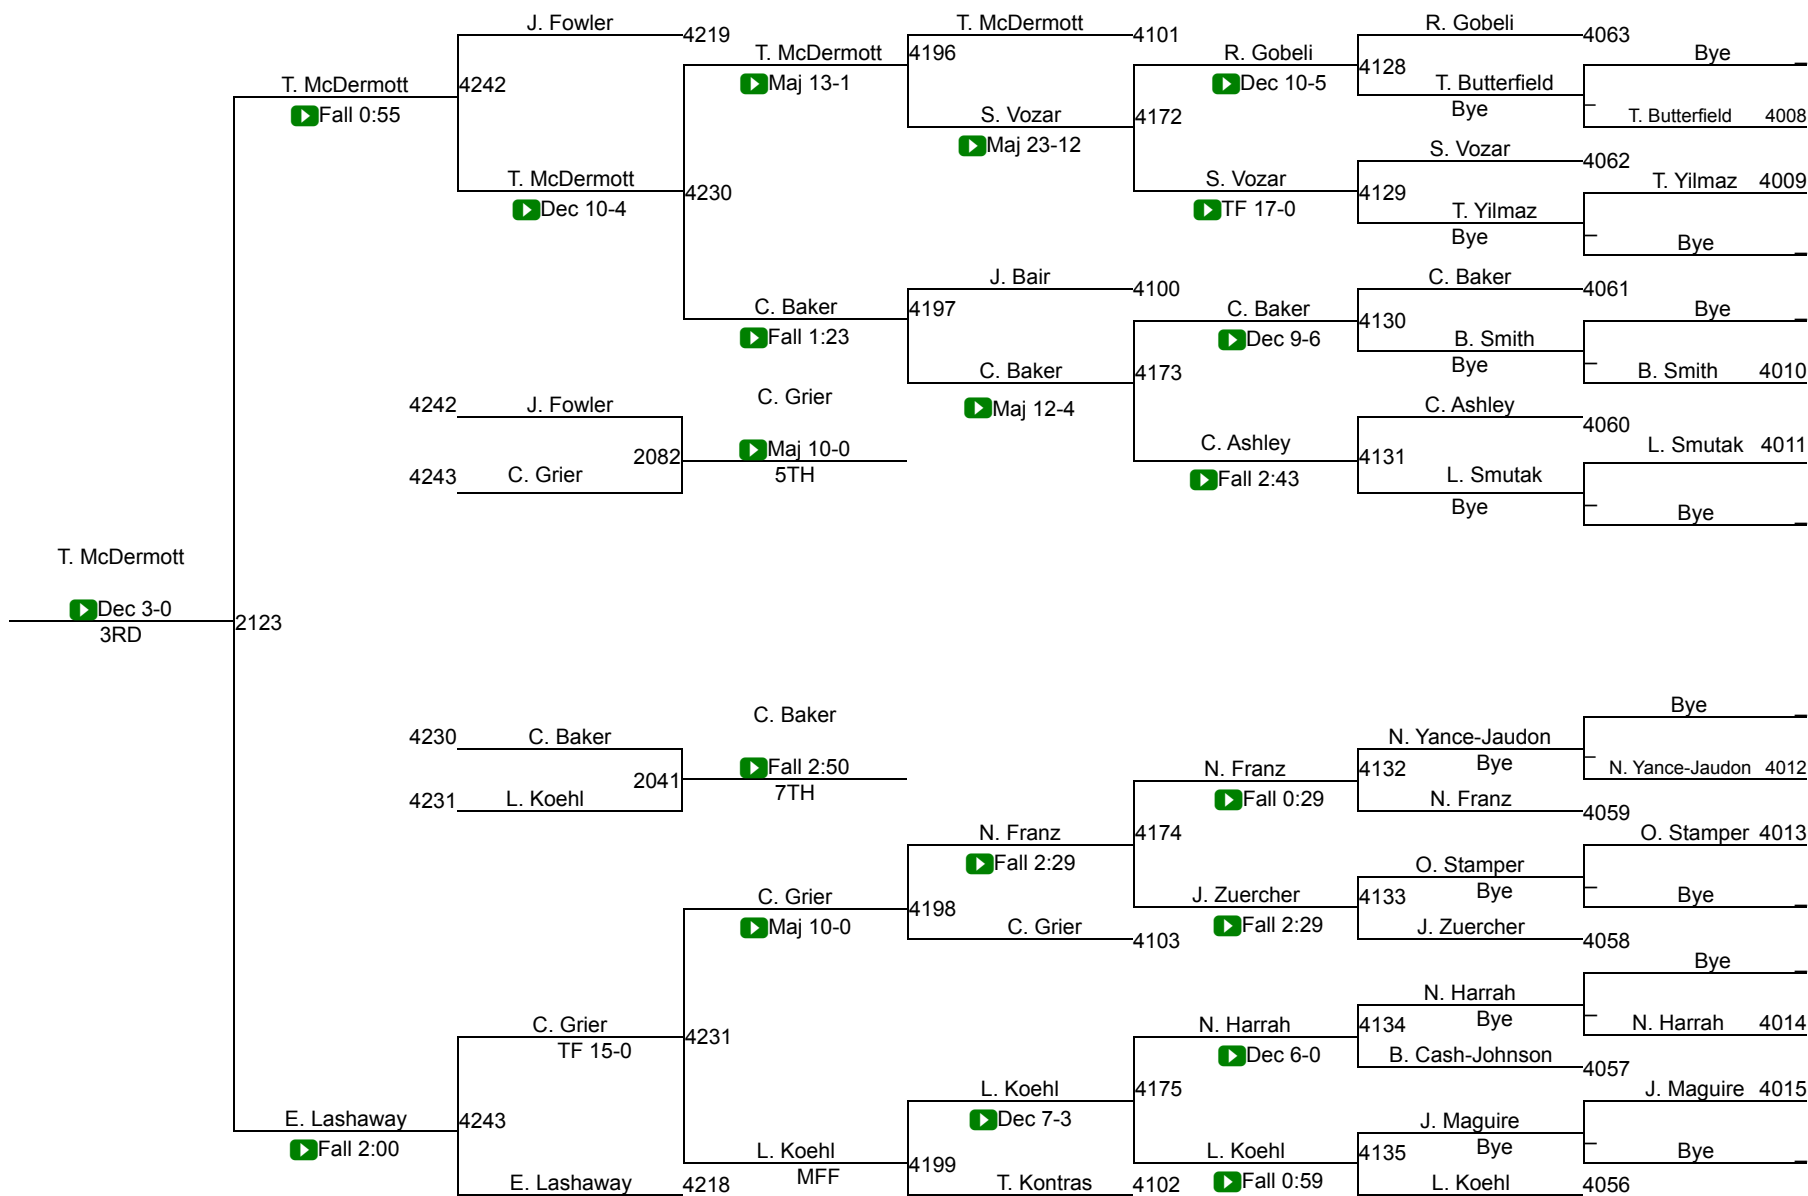 J. Fowler
4219
T. McDermott
4101
R. Gobeli
4063
Bye
T. McDermott
4196
R. Gobeli
4128
T. McDermott
4242
Maj 13-1
Dec 10-5
T. Butterfield
Bye
Fall 0:55
S. Vozar
4172
T. Butterfield 4008
Maj 23-12
S. Vozar
4062
T. McDermott
4230
S. Vozar
4129
T. Yilmaz 4009
Dec 10-4
TF 17-0
T. Yilmaz
Bye
Bye
J. Bair
4100
C. Baker
4061
C. Baker
4197
C. Baker
4130
Bye
Fall 1:23
Dec 9-6
B. Smith
Bye
C. Baker
4173
B. Smith 4010
4242
J. Fowler
C. Grier
Maj 12-4
C. Ashley
4060
2082
Maj 10-0
5TH
C. Ashley
4131
L. Smutak 4011
4243
C. Grier
Fall 2:43
L. Smutak
Bye
Bye
T. McDermott
Dec 3-0
3RD
2123
Bye
C. Baker
4230
C. Baker
N. Yance-Jaudon
Bye
2041
Fall 2:50
7TH
N. Franz
4132
N. Yance-Jaudon 4012
4231
L. Koehl
Fall 0:29
N. Franz
4059
N. Franz
4174
O. Stamper 4013
Fall 2:29
O. Stamper
Bye
C. Grier
4198
J. Zuercher
4133
Bye
Maj 10-0
C. Grier
4103
Fall 2:29
J. Zuercher
4058
Bye
N. Harrah
Bye
C. Grier
4231
N. Harrah
4134
N. Harrah 4014
TF 15-0
Dec 6-0
B. Cash-Johnson
4057
L. Koehl
4175
J. Maguire 4015
E. Lashaway
4243
Dec 7-3
J. Maguire
Bye
Fall 2:00
L. Koehl
4199
L. Koehl
4135
Bye
MFF
E. Lashaway
4218
T. Kontras
4102
Fall 0:59
L. Koehl
4056